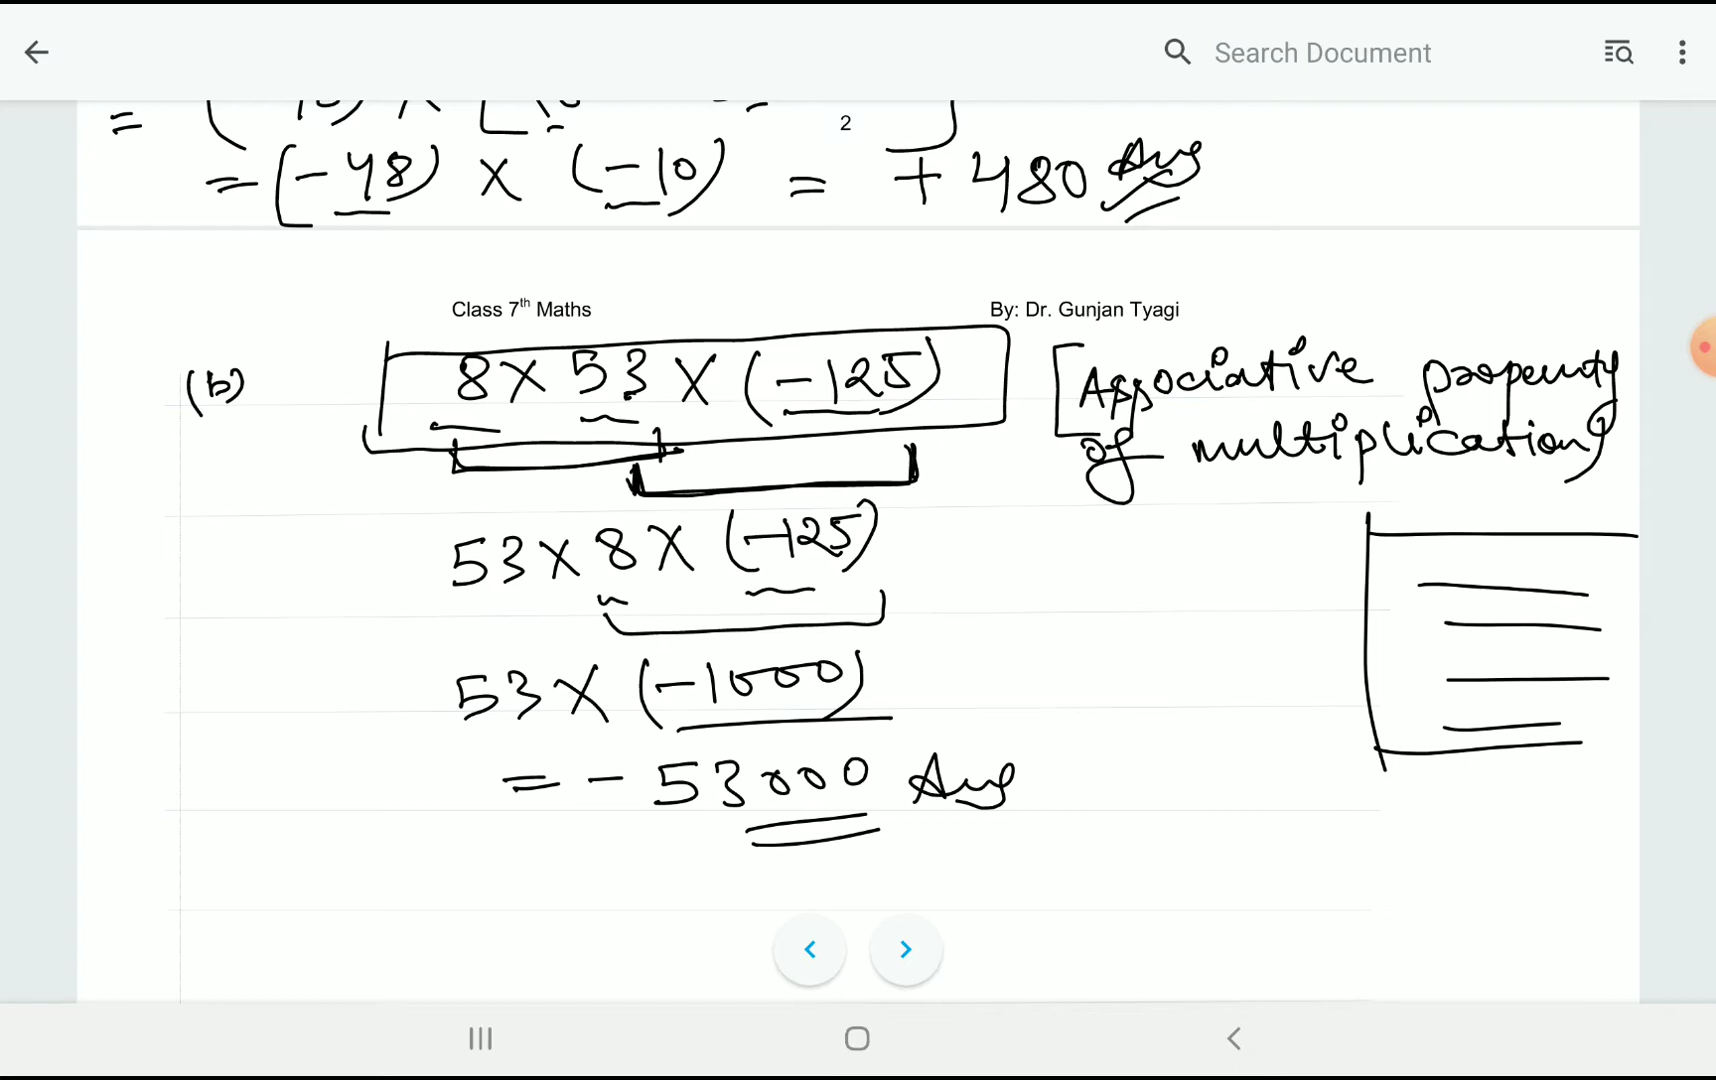 Search Document
2
= (-48) × (-10) = + 480 Ans
Class 7th Maths By: Dr. Gunjan Tyagi
(b) 8 × 53 × (-125) [Associative property
of multiplication]
53 × 8 × (-125)
53 × (-1000)
= - 53000 Ans